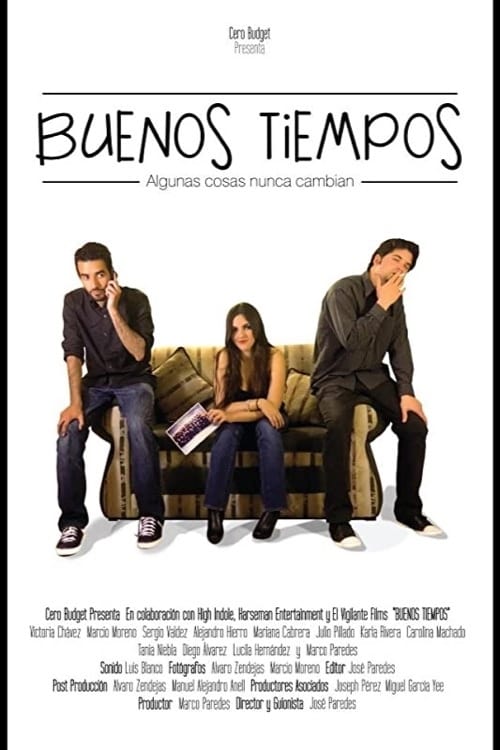 Cero Budget
Presenta
BUENOS TIEMPOS
Algunas cosas nunca cambian
Cero Budget Presenta En colaboración con High Indole, Harseman Entertainment y El Vigilante Films "BUENOS TIEMPOS"
Victoria Chávez Marcio Moreno Sergio Valdez Alejandro Hierro Mariana Cabrera Julio Pillado Karla Rivera Carolina Machado
Tania Niebla Diego Álvarez Lucila Hernández y Marco Paredes
Sonido Luis Blanco Fotógrafos Alvaro Zendejas Marcio Moreno Editor José Paredes
Post Producción Alvaro Zendejas Manuel Alejandro Anell Productores Asociados Joseph Pérez Miguel García Yee
Productor Marco Paredes Director y Guionista José Paredes